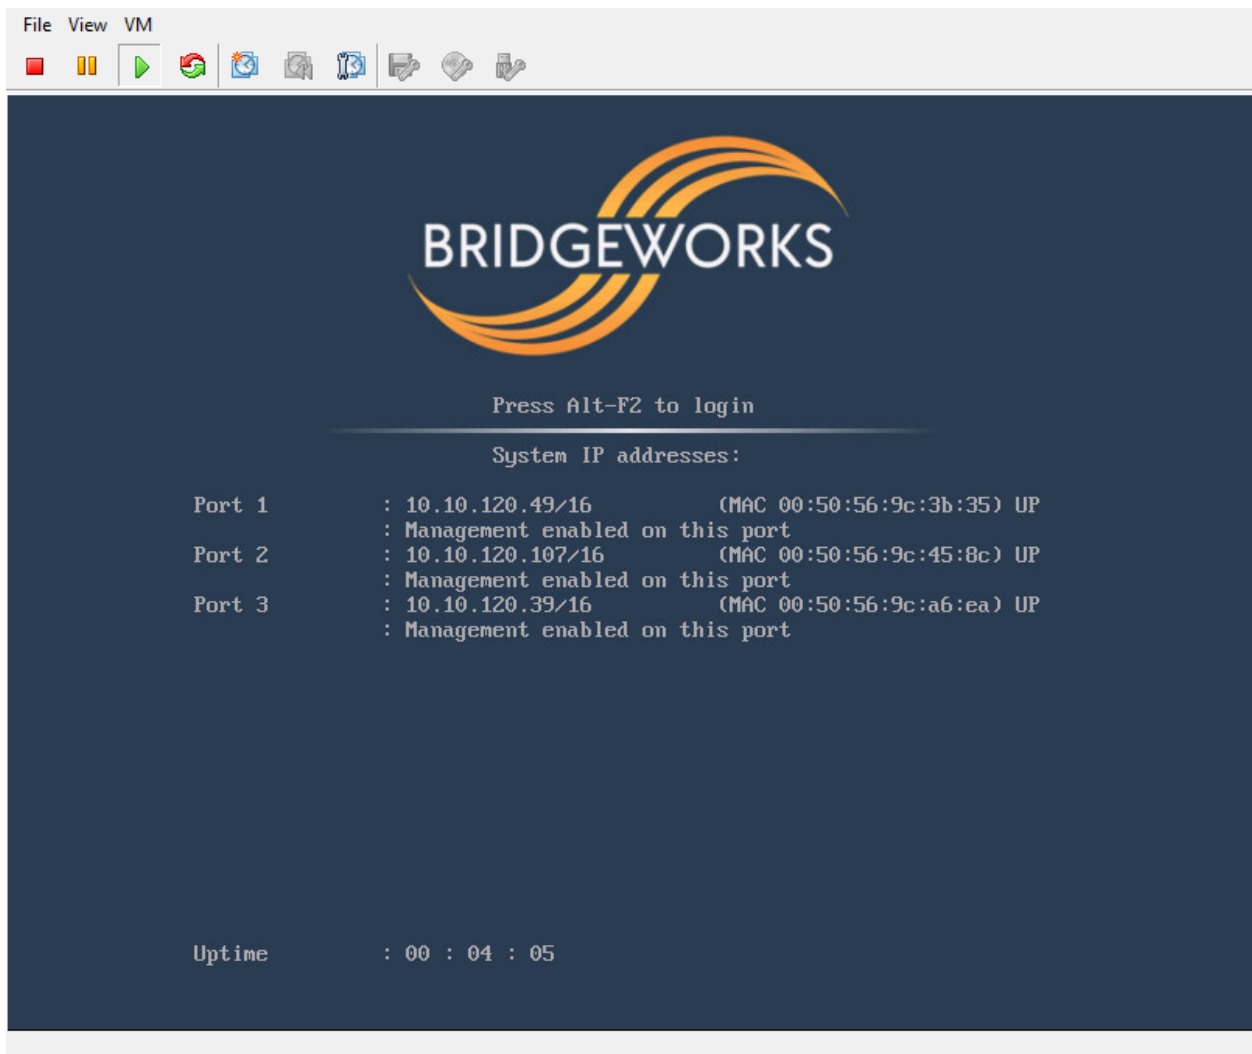 File View VM
BRIDGEWORKS
Press Alt-F2 to login
System IP addresses:
Port 1 : 10.10.120.49/16 (MAC 00:50:56:9c:3b:35) UP
: Management enabled on this port
Port 2 : 10.10.120.107/16 (MAC 00:50:56:9c:45:8c) UP
: Management enabled on this port
Port 3 : 10.10.120.39/16 (MAC 00:50:56:9c:a6:ea) UP
: Management enabled on this port
Uptime : 00 : 04 : 05